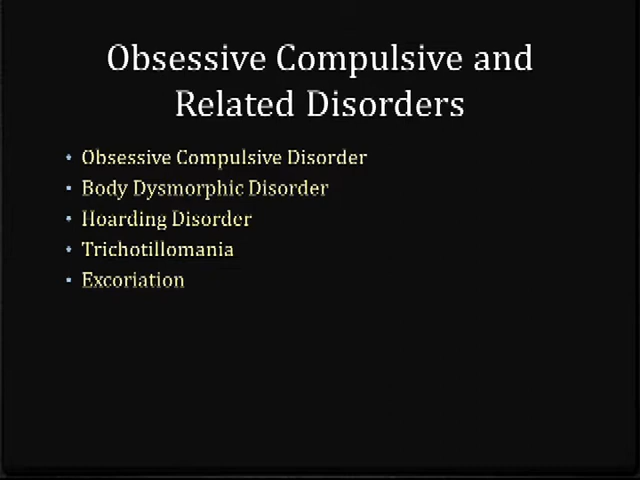 Obsessive Compulsive and
Related Disorders
• Obsessive Compulsive Disorder
• Body Dysmorphic Disorder
• Hoarding Disorder
• Trichotillomania
• Excoriation